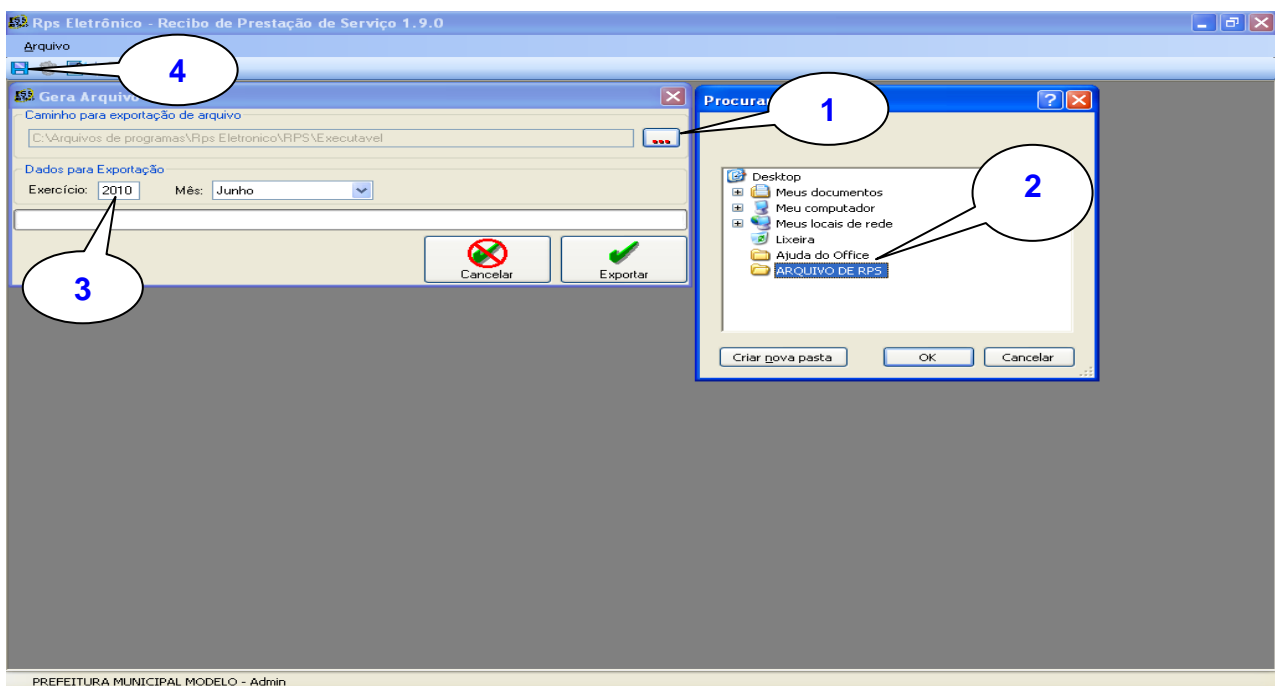 Rps Eletrônico - Recibo de Prestação de Serviço 1.9.0
Arquivo
4
Gera Arquivo
Caminho para exportação de arquivo
C:\Arquivos de programas\Rps Eletronico\RPS\Executavel
...
Dados para Exportação
Exercício: 2010 Mês: Junho
Cancelar
Exportar
3
Procurar
1
2
Desktop
Meus documentos
Meu computador
Meus locais de rede
Lixeira
Ajuda do Office
ARQUIVO DE RPS
Criar nova pasta OK Cancelar
PREFEITURA MUNICIPAL MODELO - Admin